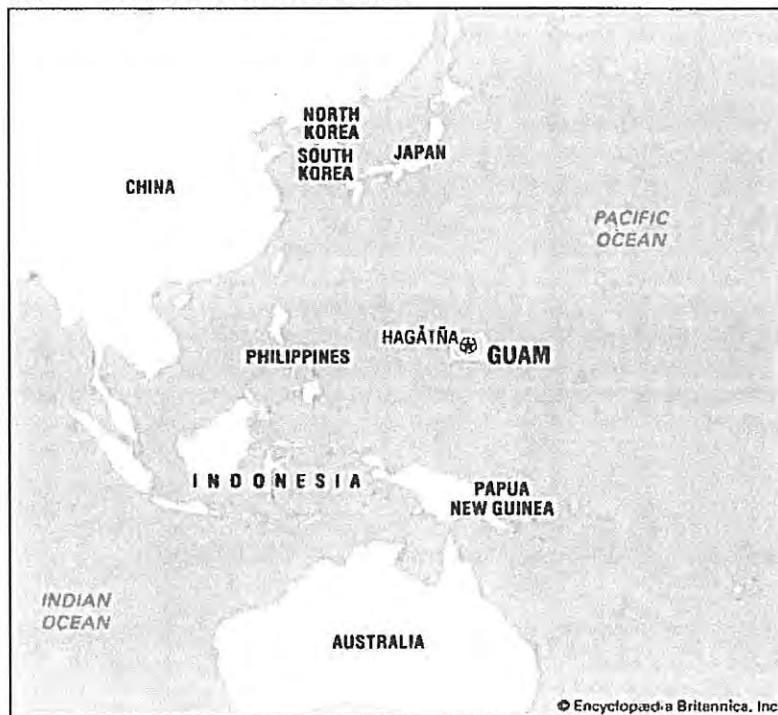 NORTH
KOREA
SOUTH
KOREA
JAPAN
CHINA
PACIFIC
OCEAN
HAGÅTÑA
GUAM
PHILIPPINES
INDONESIA
PAPUA
NEW GUINEA
INDIAN
OCEAN
AUSTRALIA
© Encyclopædia Britannica, Inc